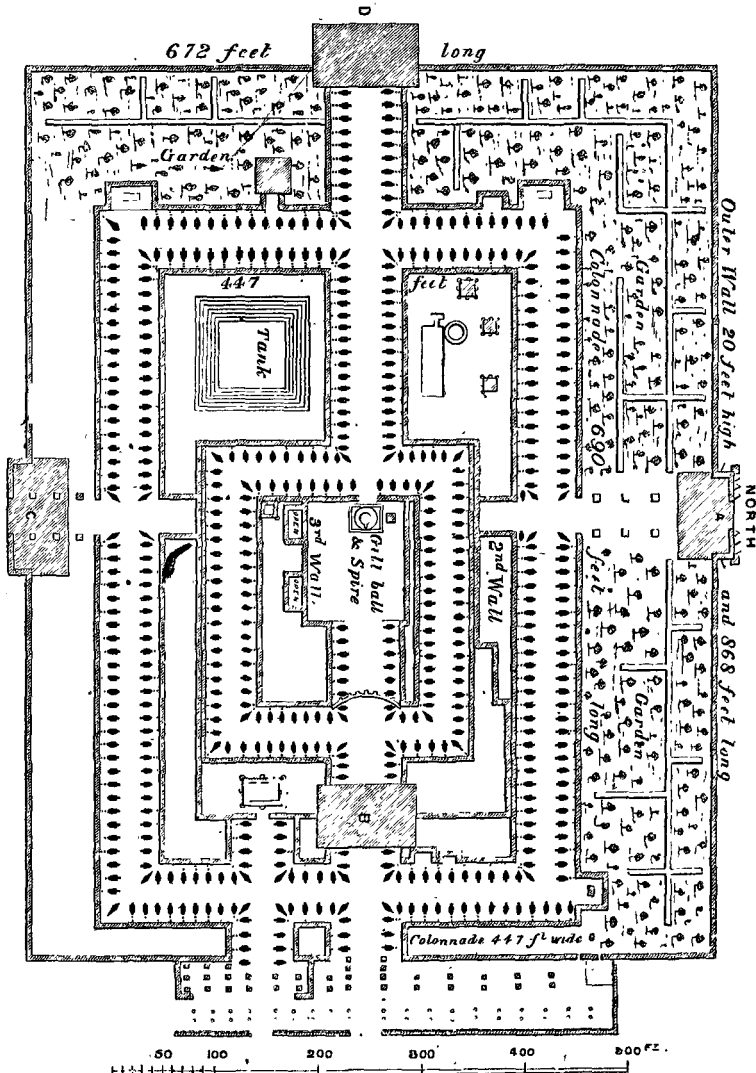 D
672 feet long
Garden
Outer Wall 20 feet high and 868 feet long
NORTH
447 feet
Tank
Garden
Colonnade 690 feet long
A
C
3rd Wall.
Gilt ball
& Spire
2nd Wall
Garden
B
Colonnade 447 ft wide
50 100 200 300 400 500 FT.